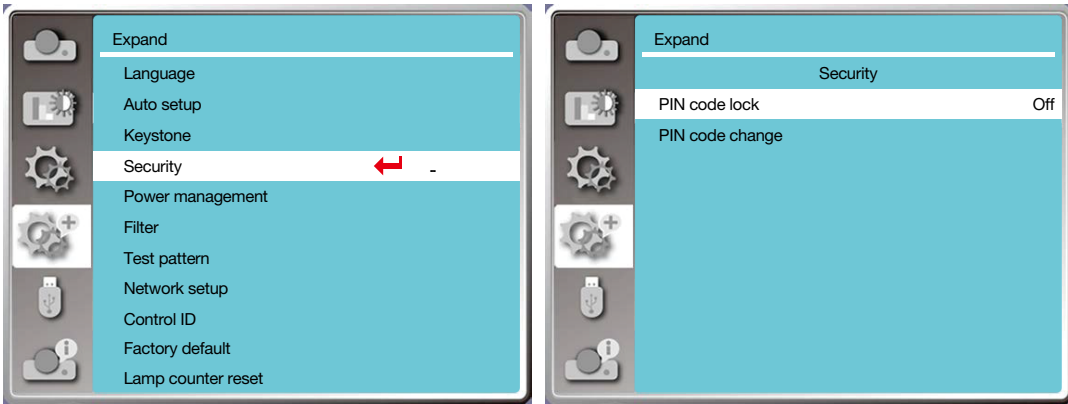 Expand
Language
Auto setup
Keystone
Security -
Power management
Filter
Test pattern
Network setup
Control ID
Factory default
Lamp counter reset
Expand
Security
PIN code lock Off
PIN code change